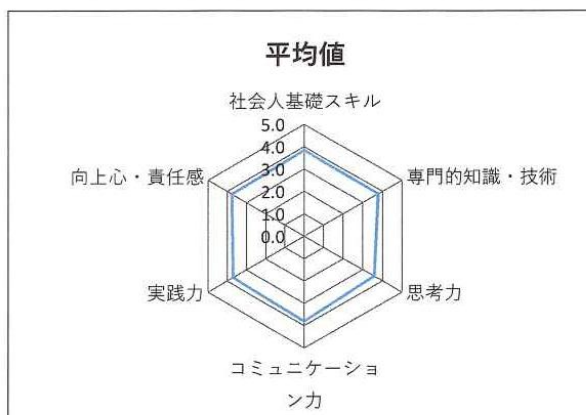 平均値
社会人基礎スキル
5.0
4.0
3.0
2.0
1.0
0.0
専門的知識・技術
思考力
コミュニケーショ
ン力
実践力
向上心・責任感